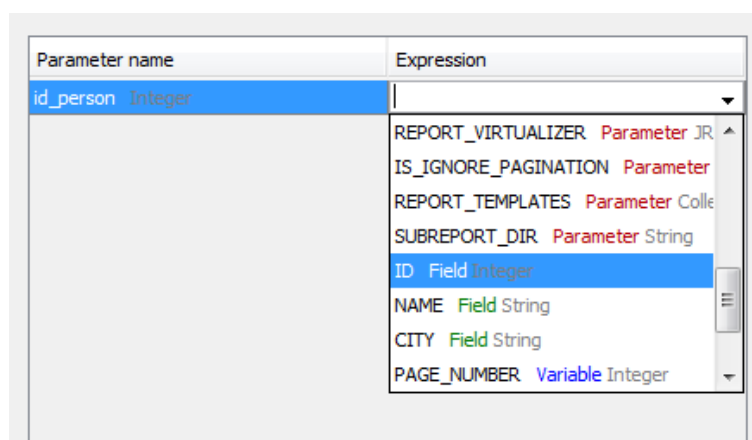 Parameter name Expression
id_person Integer
REPORT_VIRTUALIZER Parameter JR
IS_IGNORE_PAGINATION Parameter
REPORT_TEMPLATES Parameter Colle
SUBREPORT_DIR Parameter String
ID Field Integer
NAME Field String
CITY Field String
PAGE_NUMBER Variable Integer